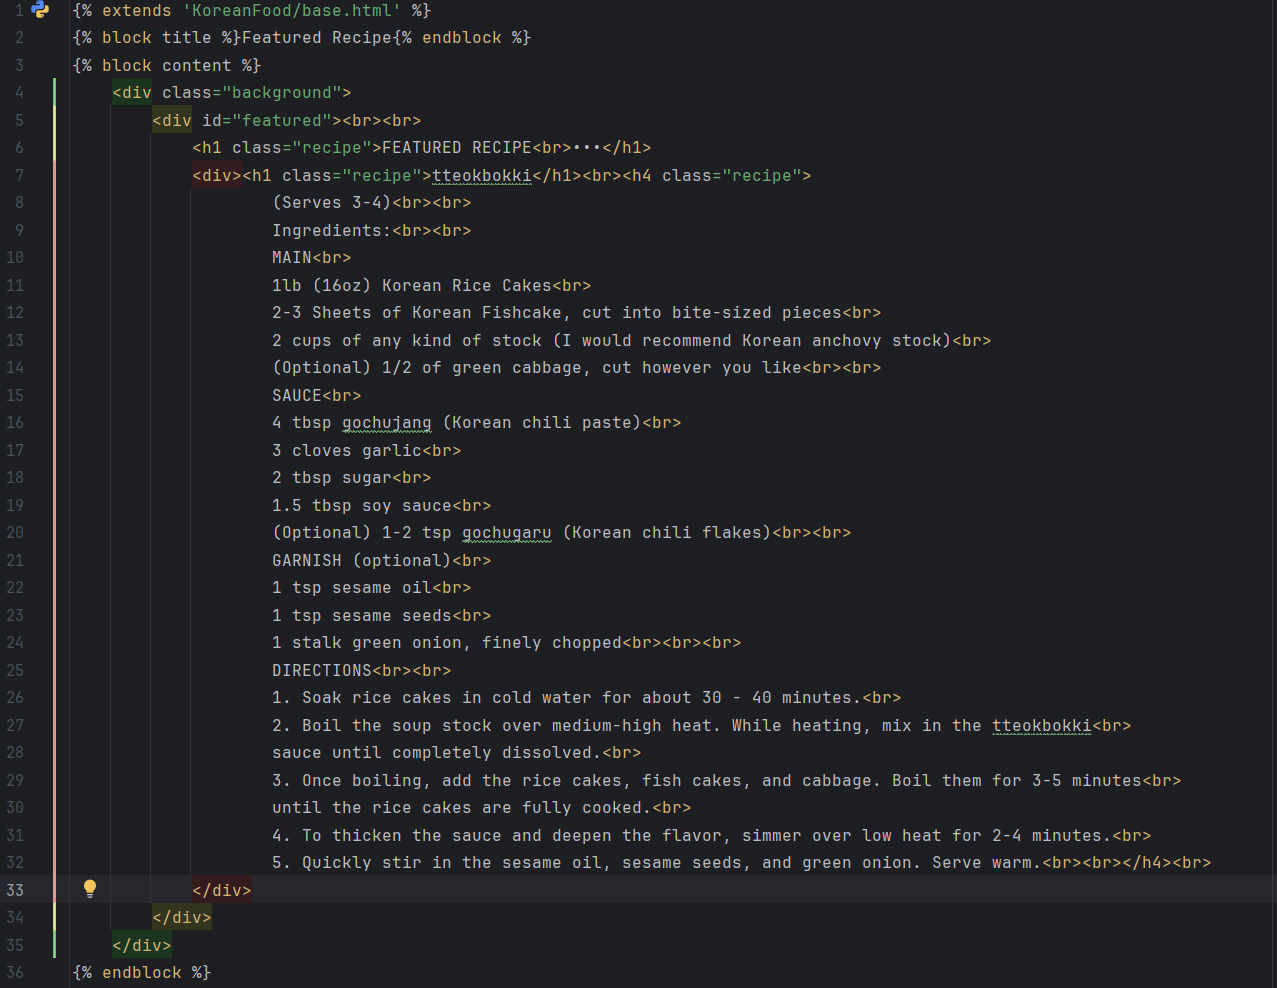 1 {% extends 'KoreanFood/base.html' %}
2 {% block title %}Featured Recipe{% endblock %}
3 {% block content %}
4 <div class="background">
5 <div id="featured"><br><br>
6 <h1 class="recipe">FEATURED RECIPE<br>•••</h1>
7 <div><h1 class="recipe">tteokbokki</h1><br><h4 class="recipe">
8 (Serves 3-4)<br><br>
9 Ingredients:<br><br>
10 MAIN<br>
11 1lb (16oz) Korean Rice Cakes<br>
12 2-3 Sheets of Korean Fishcake, cut into bite-sized pieces<br>
13 2 cups of any kind of stock (I would recommend Korean anchovy stock)<br>
14 (Optional) 1/2 of green cabbage, cut however you like<br><br>
15 SAUCE<br>
16 4 tbsp gochujang (Korean chili paste)<br>
17 3 cloves garlic<br>
18 2 tbsp sugar<br>
19 1.5 tbsp soy sauce<br>
20 (Optional) 1-2 tsp gochugaru (Korean chili flakes)<br><br>
21 GARNISH (optional)<br>
22 1 tsp sesame oil<br>
23 1 tsp sesame seeds<br>
24 1 stalk green onion, finely chopped<br><br><br>
25 DIRECTIONS<br><br>
26 1. Soak rice cakes in cold water for about 30 - 40 minutes.<br>
27 2. Boil the soup stock over medium-high heat. While heating, mix in the tteokbokki<br>
28 sauce until completely dissolved.<br>
29 3. Once boiling, add the rice cakes, fish cakes, and cabbage. Boil them for 3-5 minutes<br>
30 until the rice cakes are fully cooked.<br>
31 4. To thicken the sauce and deepen the flavor, simmer over low heat for 2-4 minutes.<br>
32 5. Quickly stir in the sesame oil, sesame seeds, and green onion. Serve warm.<br><br></h4><br>
33 </div>
34 </div>
35 </div>
36 {% endblock %}